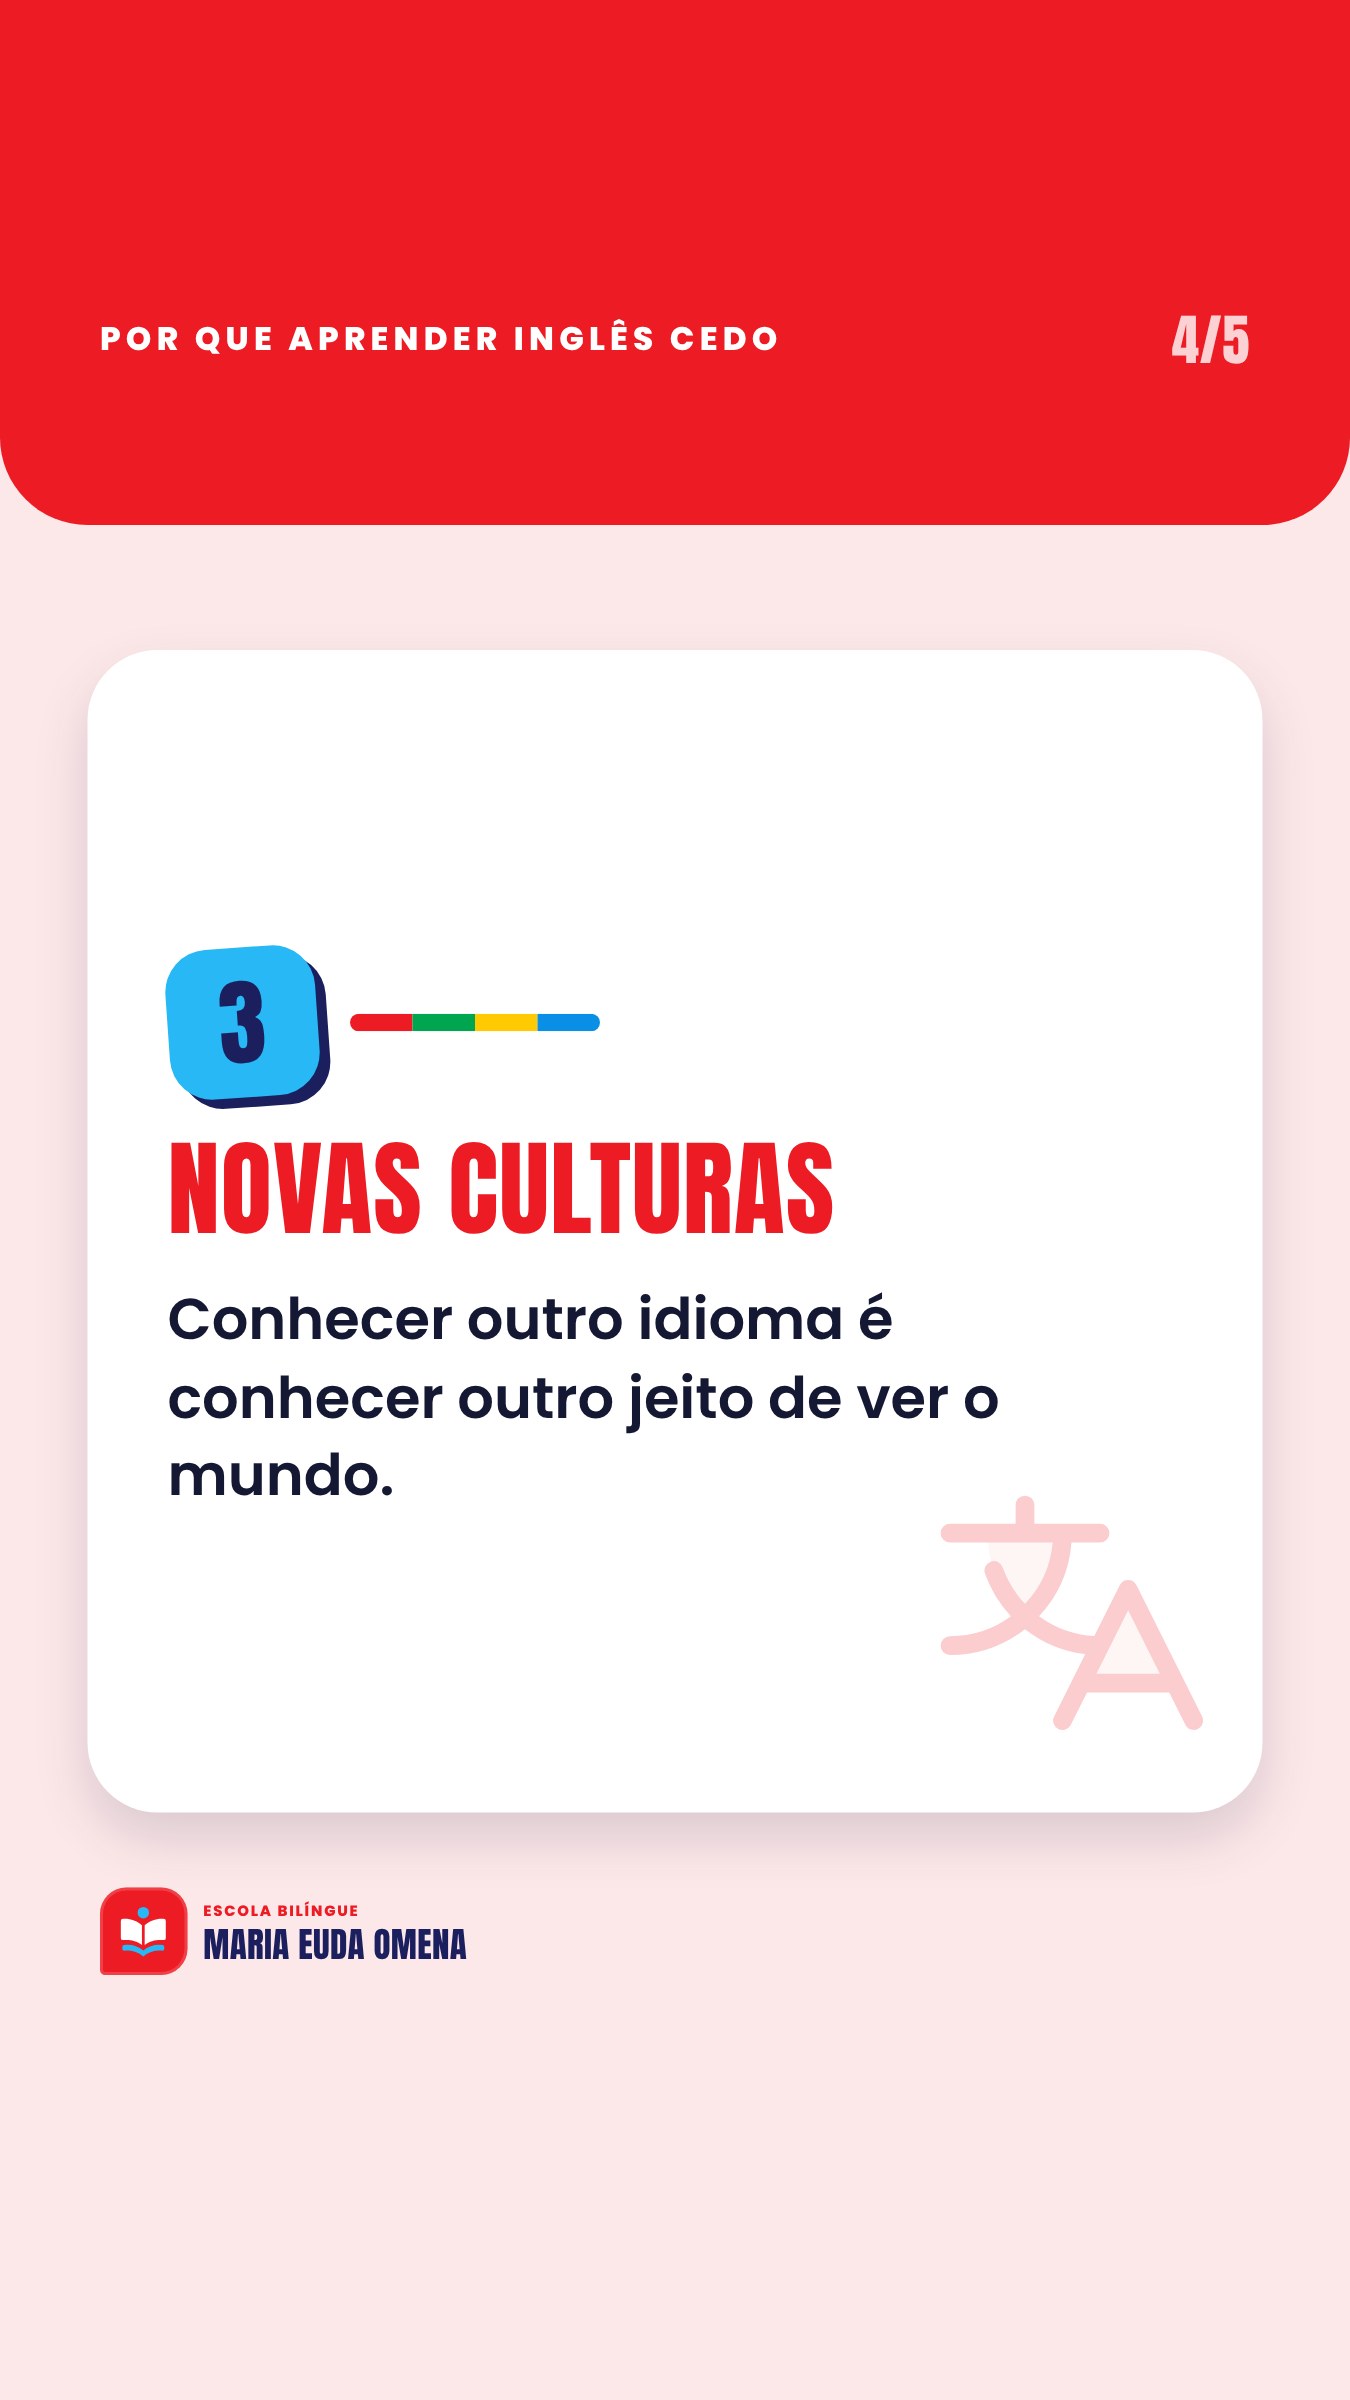 POR QUE APRENDER INGLÊS CEDO
4/5
3
NOVAS CULTURAS
Conhecer outro idioma é
conhecer outro jeito de ver o
mundo.
文A
ESCOLA BILÍNGUE
MARIA EUDA OMENA